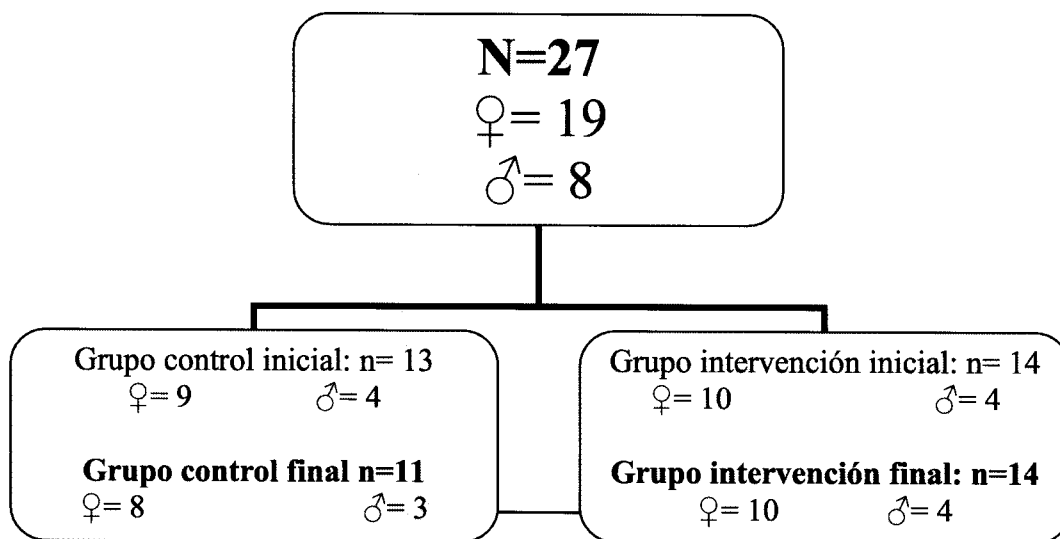 N=27
♀= 19
♂= 8
Grupo control inicial: n= 13
♀= 9 ♂= 4
Grupo control final n=11
♀= 8 ♂= 3
Grupo intervención inicial: n= 14
♀= 10 ♂= 4
Grupo intervención final: n=14
♀= 10 ♂= 4